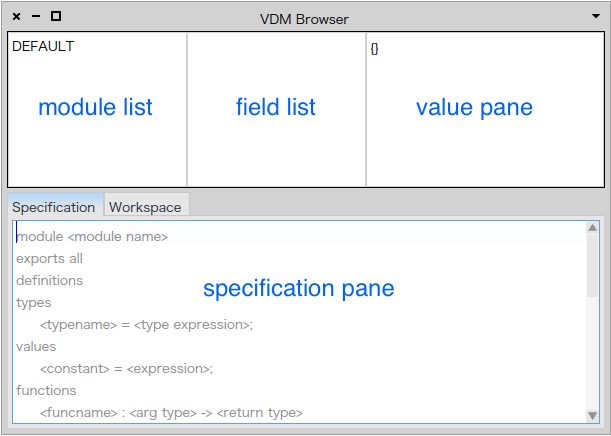 VDM Browser
DEFAULT
{}
module list
field list
value pane
Specification
Workspace
module <module name>
exports all
definitions
types
<typename> = <type expression>;
specification pane
values
<constant> = <expression>;
functions
<funcname> : <arg type> -> <return type>